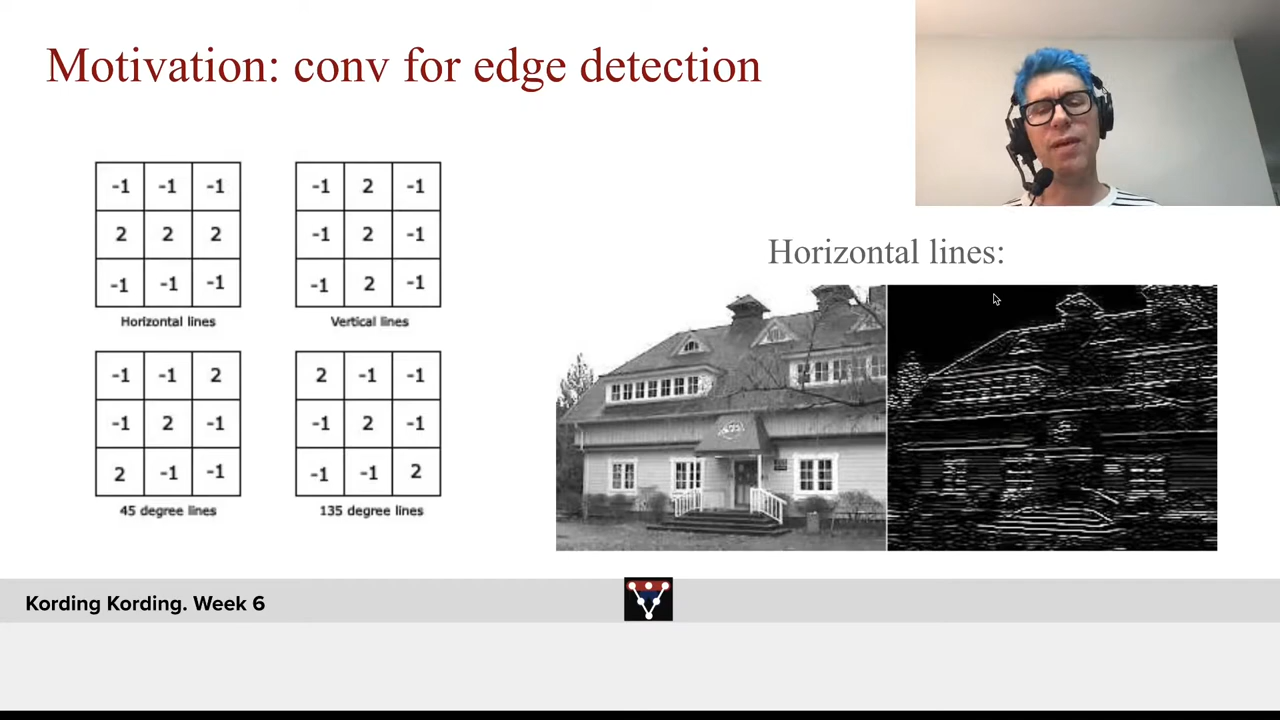 Motivation: conv for edge detection
-1 -1 -1
2 2 2
-1 -1 -1
Horizontal lines
-1 2 -1
-1 2 -1
-1 2 -1
Vertical lines
-1 -1 2
-1 2 -1
2 -1 -1
45 degree lines
2 -1 -1
-1 2 -1
-1 -1 2
135 degree lines
Horizontal lines:
Kording Kording. Week 6